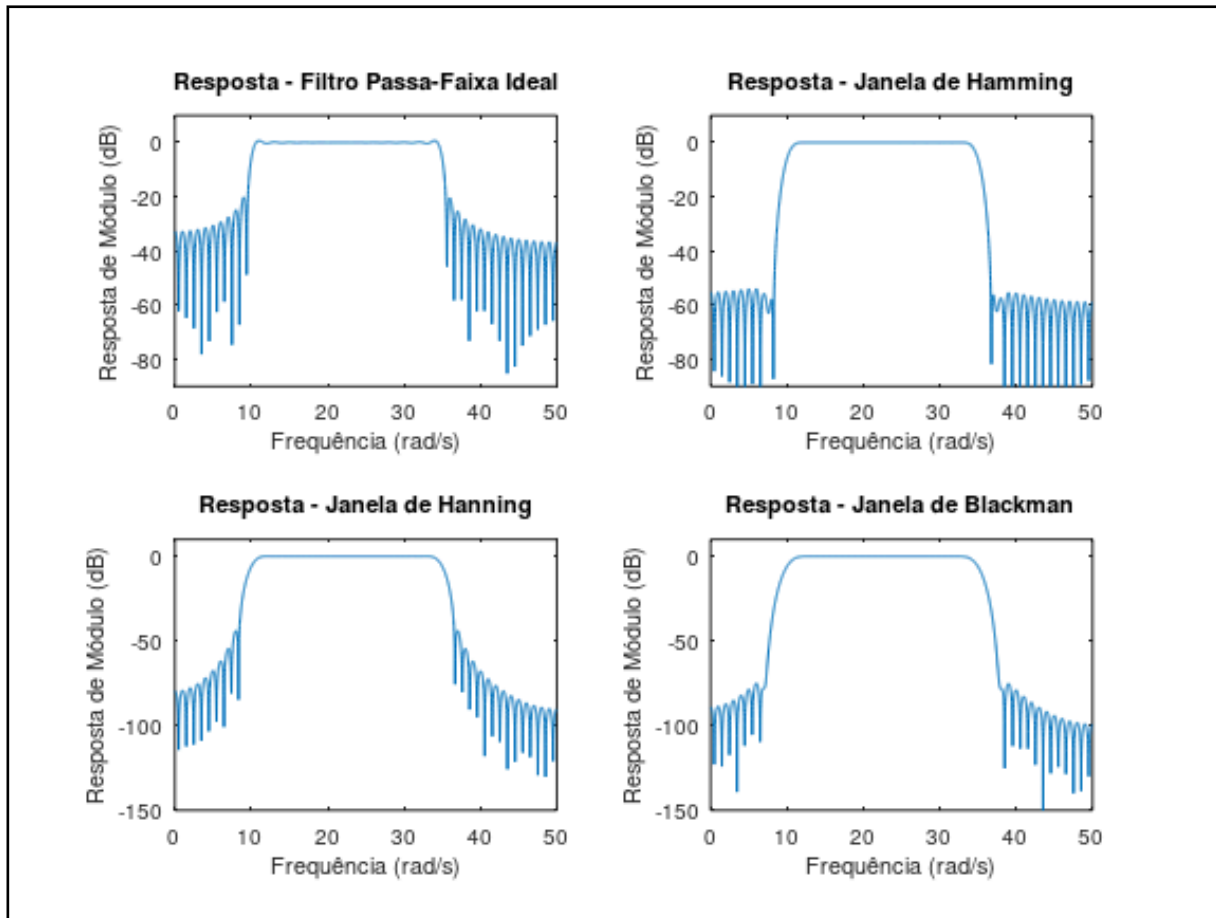 Resposta - Filtro Passa-Faixa Ideal
Resposta de Módulo (dB)
0
-20
-40
-60
-80
0 10 20 30 40 50
Frequência (rad/s)
Resposta - Janela de Hamming
Resposta de Módulo (dB)
0
-20
-40
-60
-80
0 10 20 30 40 50
Frequência (rad/s)
Resposta - Janela de Hanning
Resposta de Módulo (dB)
0
-50
-100
-150
0 10 20 30 40 50
Frequência (rad/s)
Resposta - Janela de Blackman
Resposta de Módulo (dB)
0
-50
-100
-150
0 10 20 30 40 50
Frequência (rad/s)